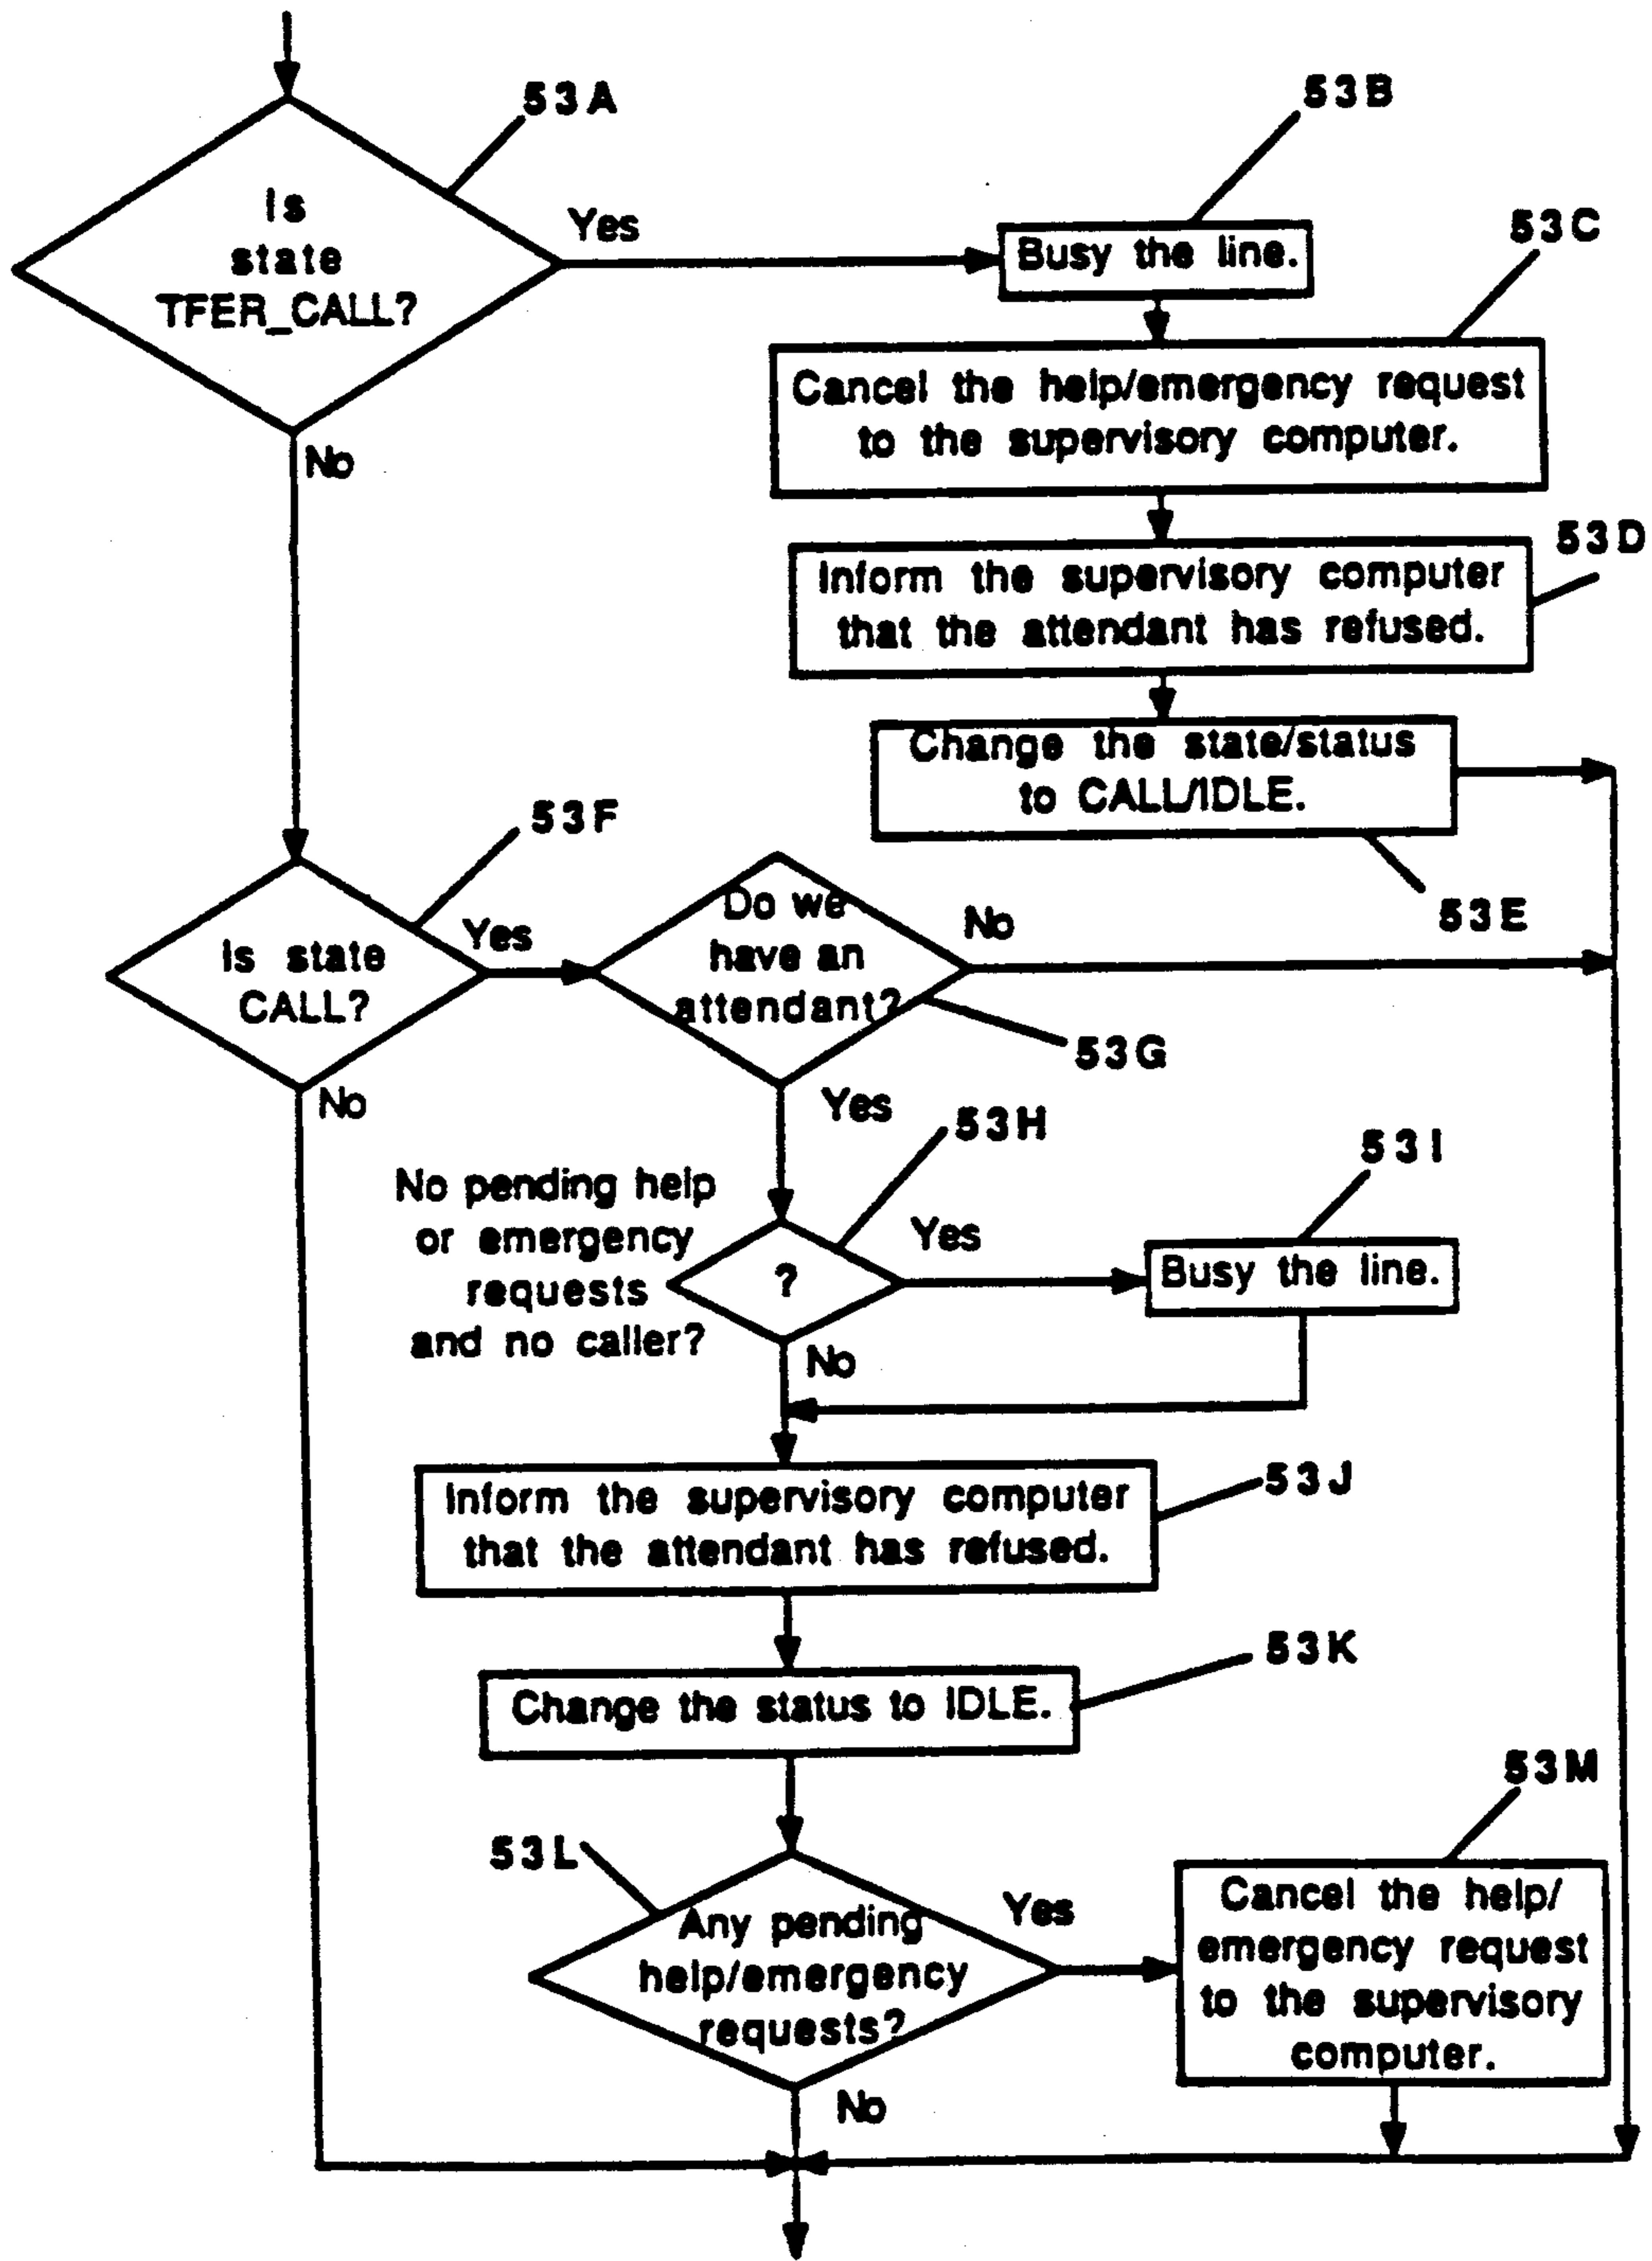 53A
Is
state
TFER_CALL?
Yes
No
53B
Busy the line.
53C
Cancel the help/emergency request
to the supervisory computer.
53D
Inform the supervisory computer
that the attendant has refused.
Change the state/status
to CALL/IDLE.
53E
53F
Is state
CALL?
Yes
No
Do we
have an
attendant?
No
53G
Yes
53H
No pending help
or emergency
requests
and no caller?
?
Yes
No
53I
Busy the line.
53J
Inform the supervisory computer
that the attendant has refused.
53K
Change the status to IDLE.
53L
Any pending
help/emergency
requests?
Yes
No
53M
Cancel the help/
emergency request
to the supervisory
computer.